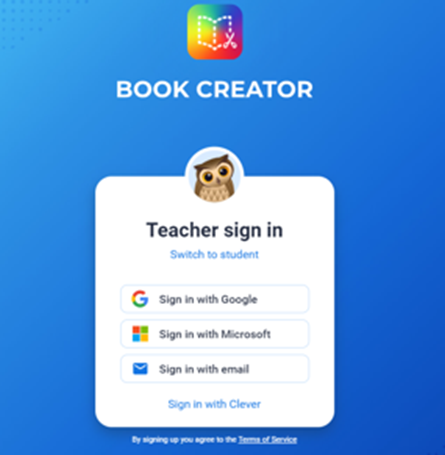 BOOK CREATOR
Teacher sign in
Switch to student
Sign in with Google
Sign in with Microsoft
Sign in with email
Sign in with Clever
By signing up you agree to the Terms of Service